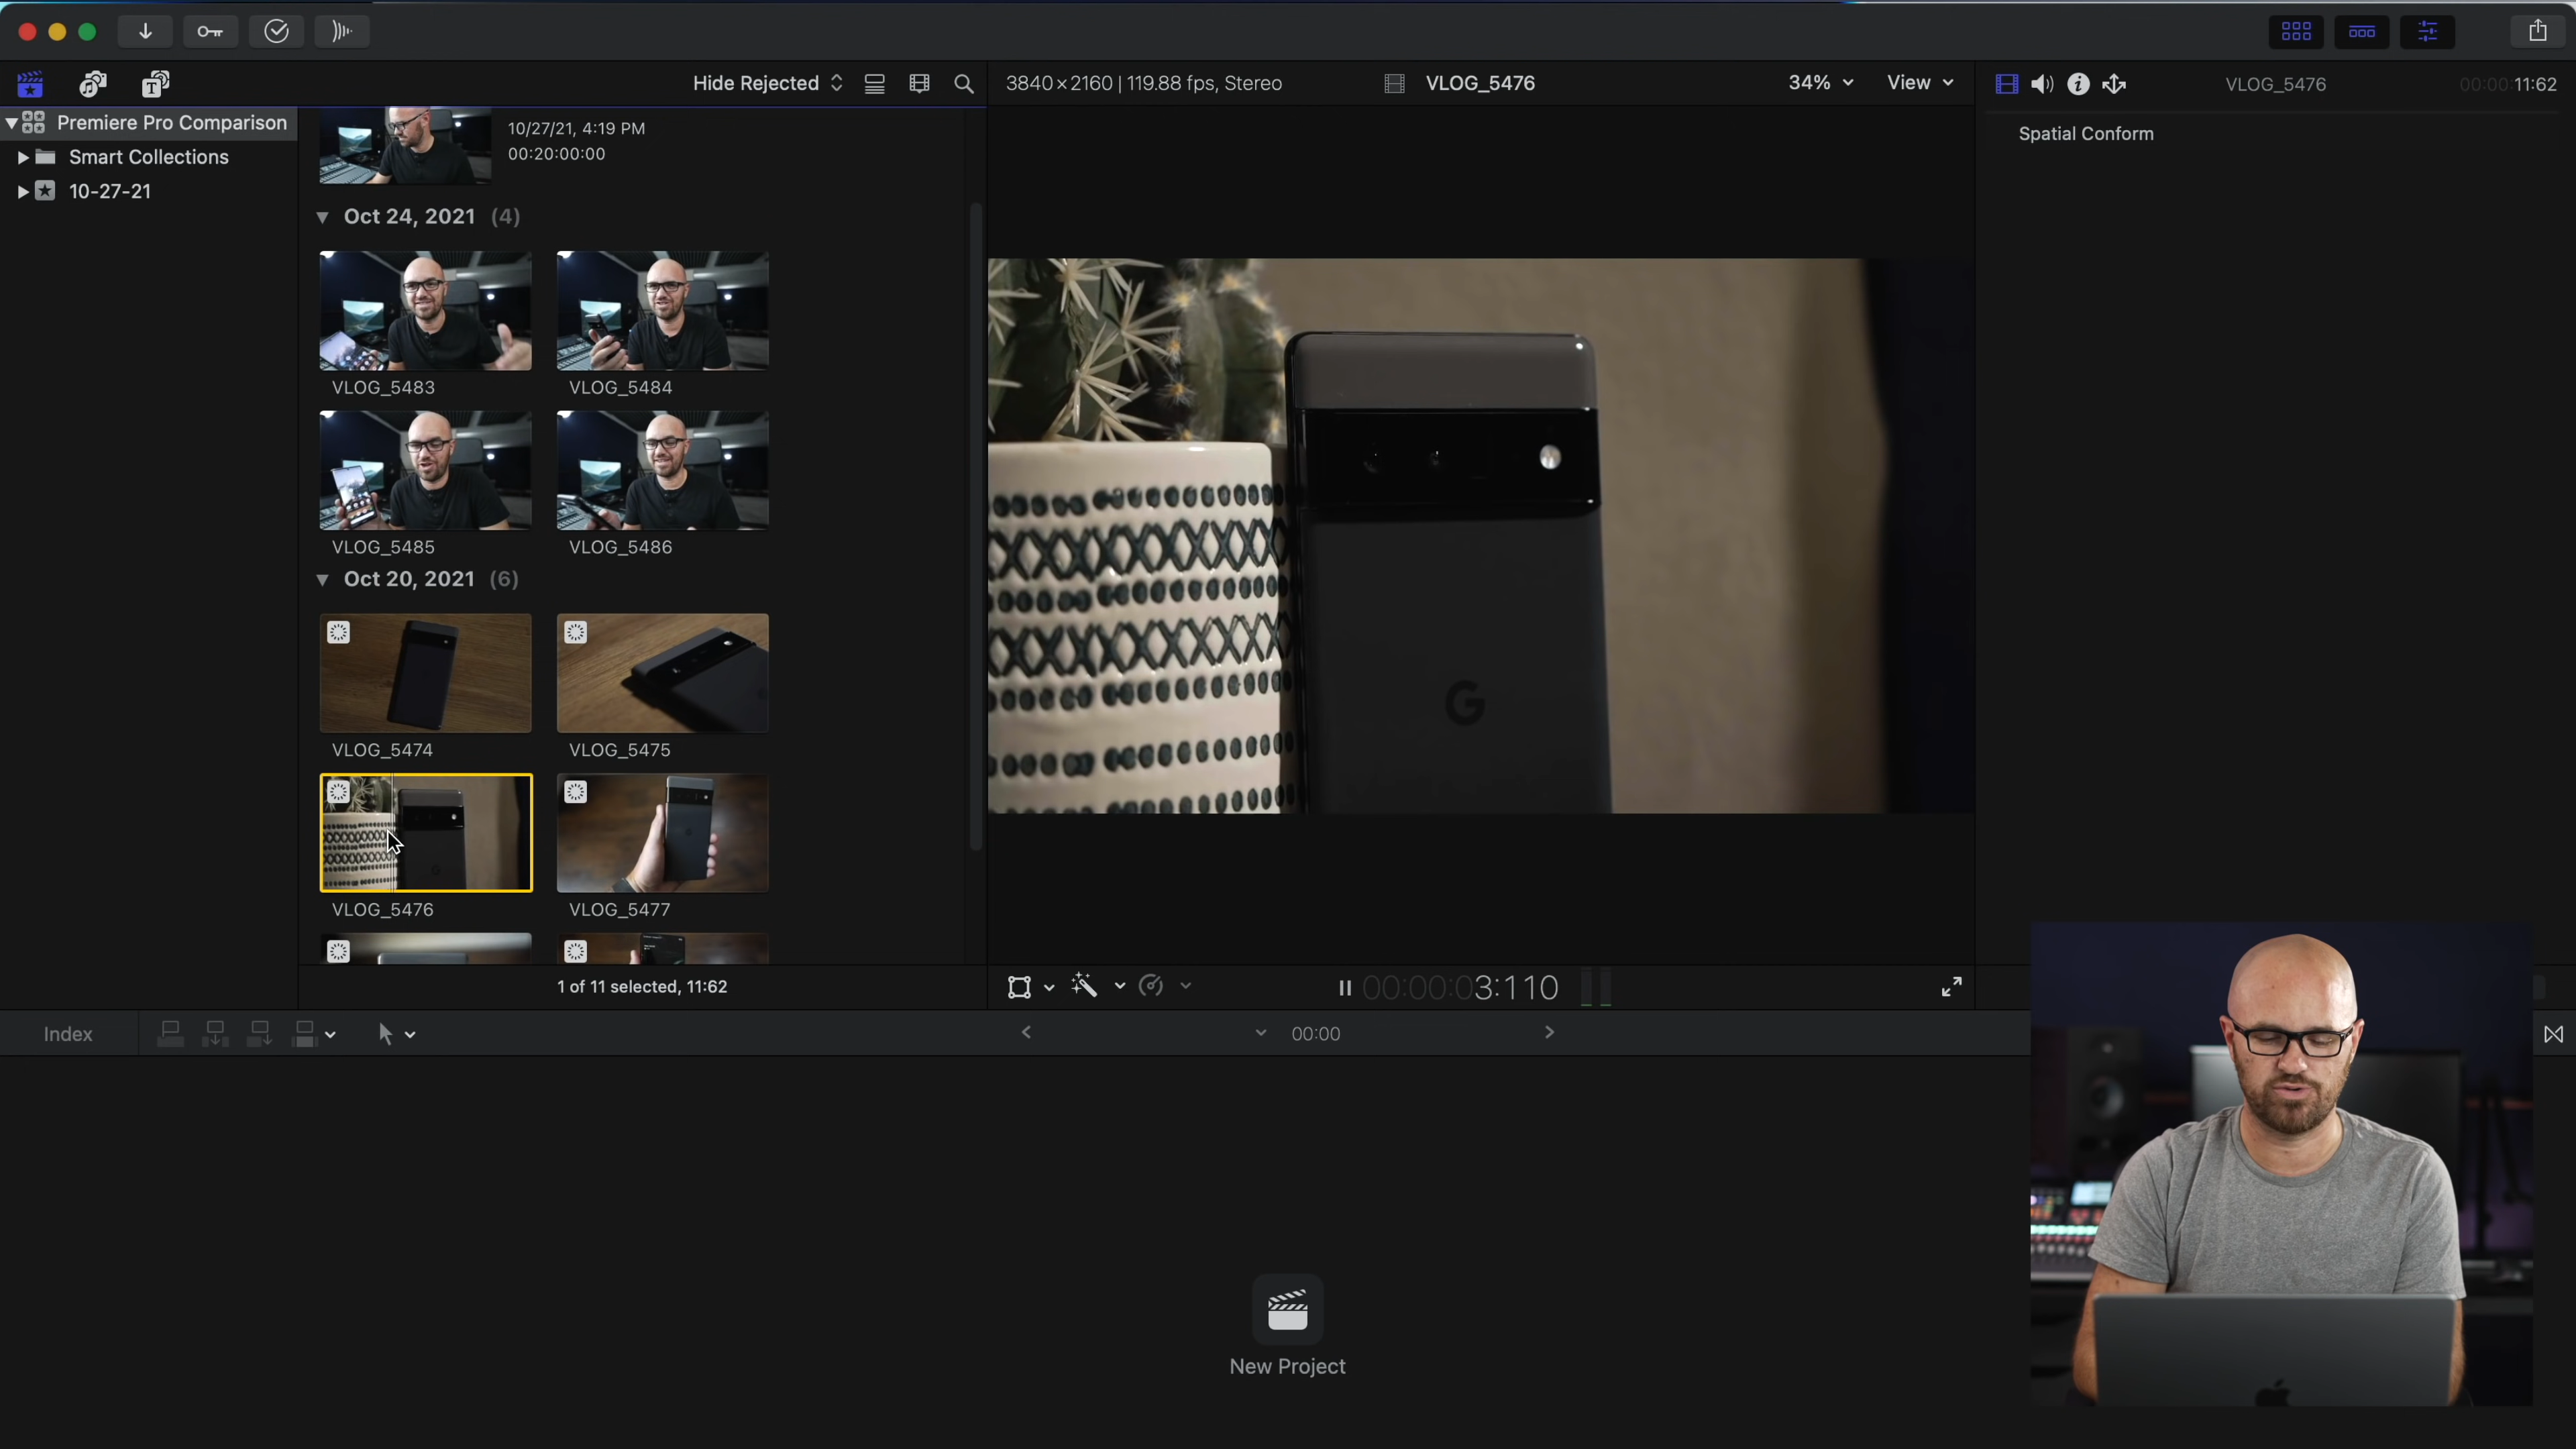 Hide Rejected
3840×2160 | 119.88 fps, Stereo
VLOG_5476
34%
View
VLOG_5476
00:00:11:62
Premiere Pro Comparison
Smart Collections
10-27-21
10/27/21, 4:19 PM
00:20:00:00
Spatial Conform
Oct 24, 2021 (4)
VLOG_5483
VLOG_5484
VLOG_5485
VLOG_5486
Oct 20, 2021 (6)
VLOG_5474
VLOG_5475
VLOG_5476
VLOG_5477
G
1 of 11 selected, 11:62
00:00:03:110
Index
00:00
New Project